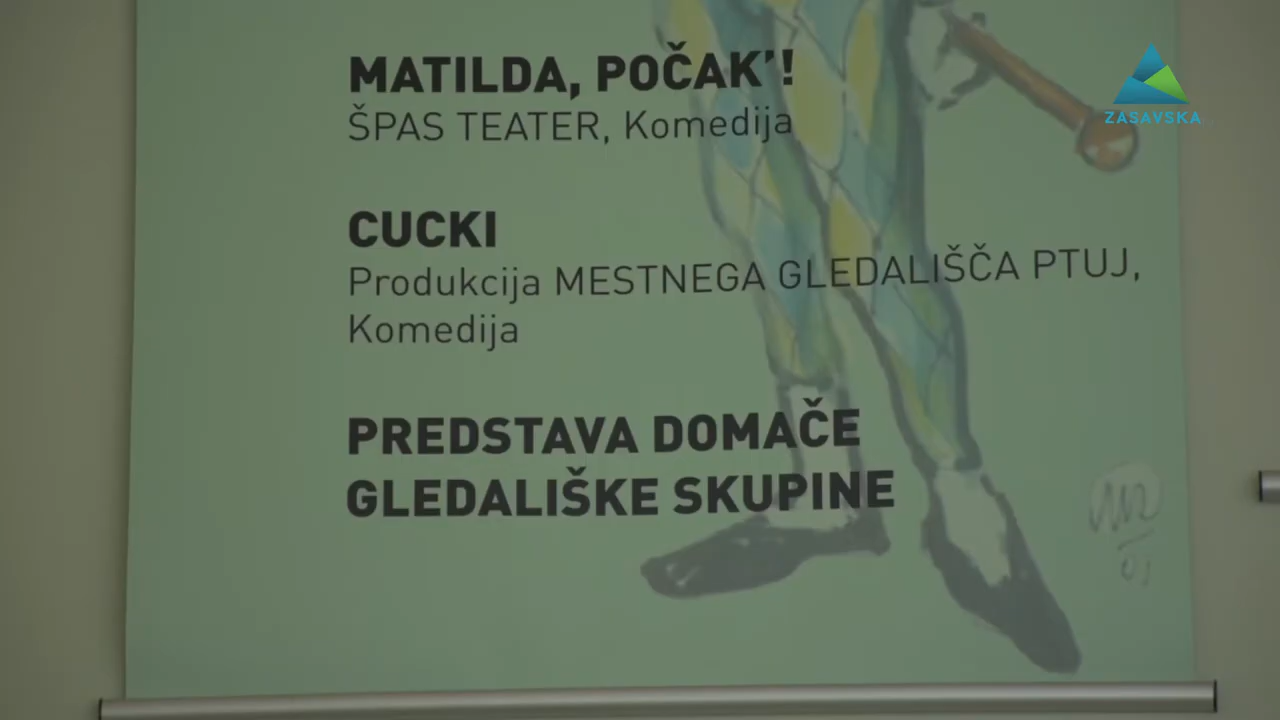 MATILDA, POČAK'!
ŠPAS TEATER, Komedija
ZASAVSKA
CUCKI
Produkcija MESTNEGA GLEDALIŠČA PTUJ,
Komedija
PREDSTAVA DOMAČE
GLEDALIŠKE SKUPINE